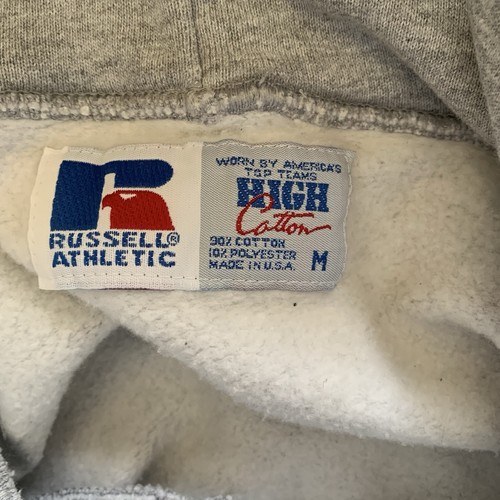 RUSSELL®
ATHLETIC
WORN BY AMERICA'S
TOP TEAMS
HIGH
Cotton
90% COTTON
10% POLYESTER
MADE IN U.S.A.
M